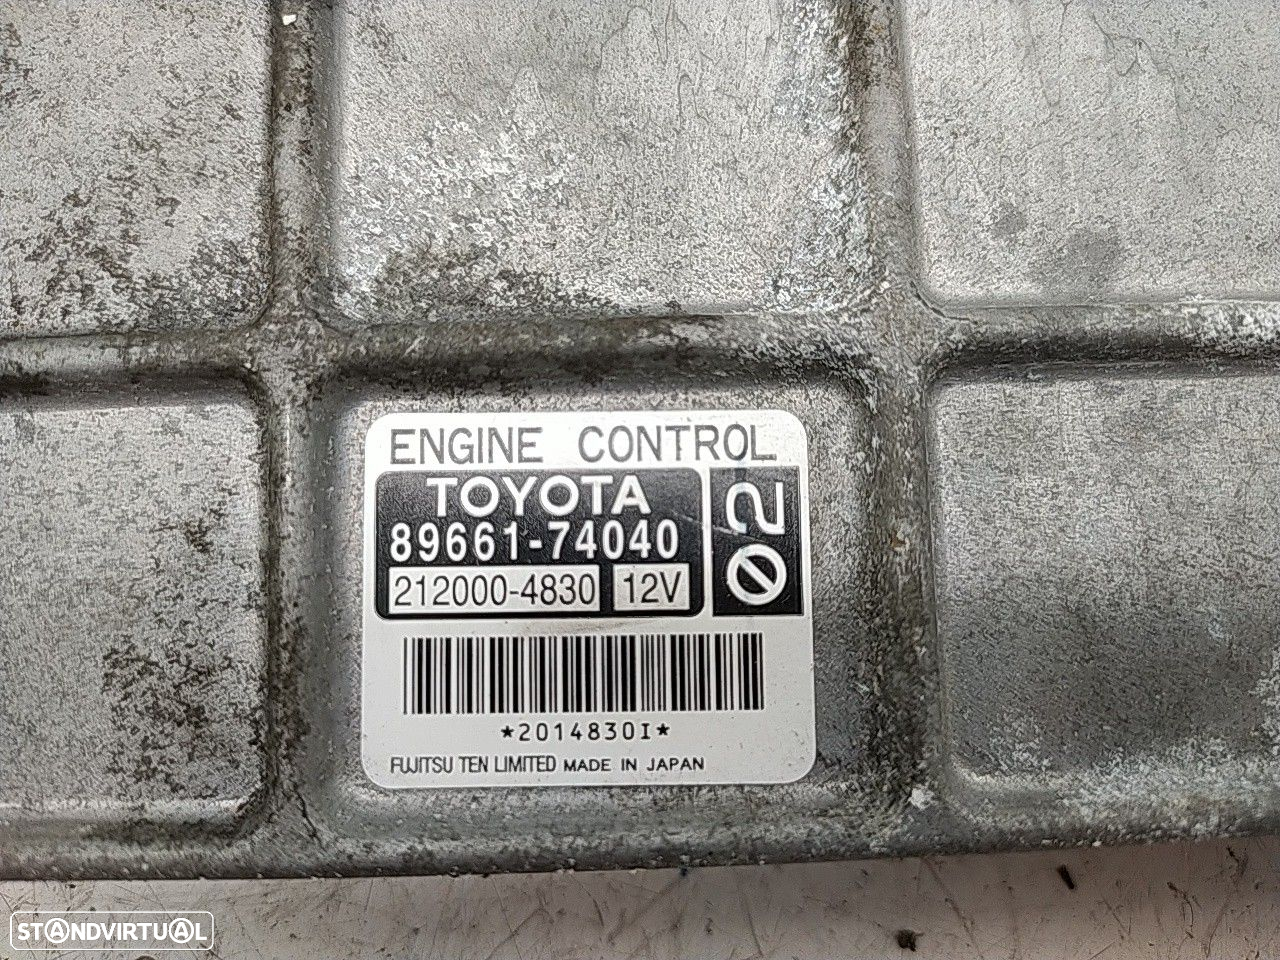 ENGINE CONTROL
TOYOTA
89661-74040
212000-4830 12V
02
*2014830I*
FUJITSU TEN LIMITED MADE IN JAPAN
STANDVIRTUAL